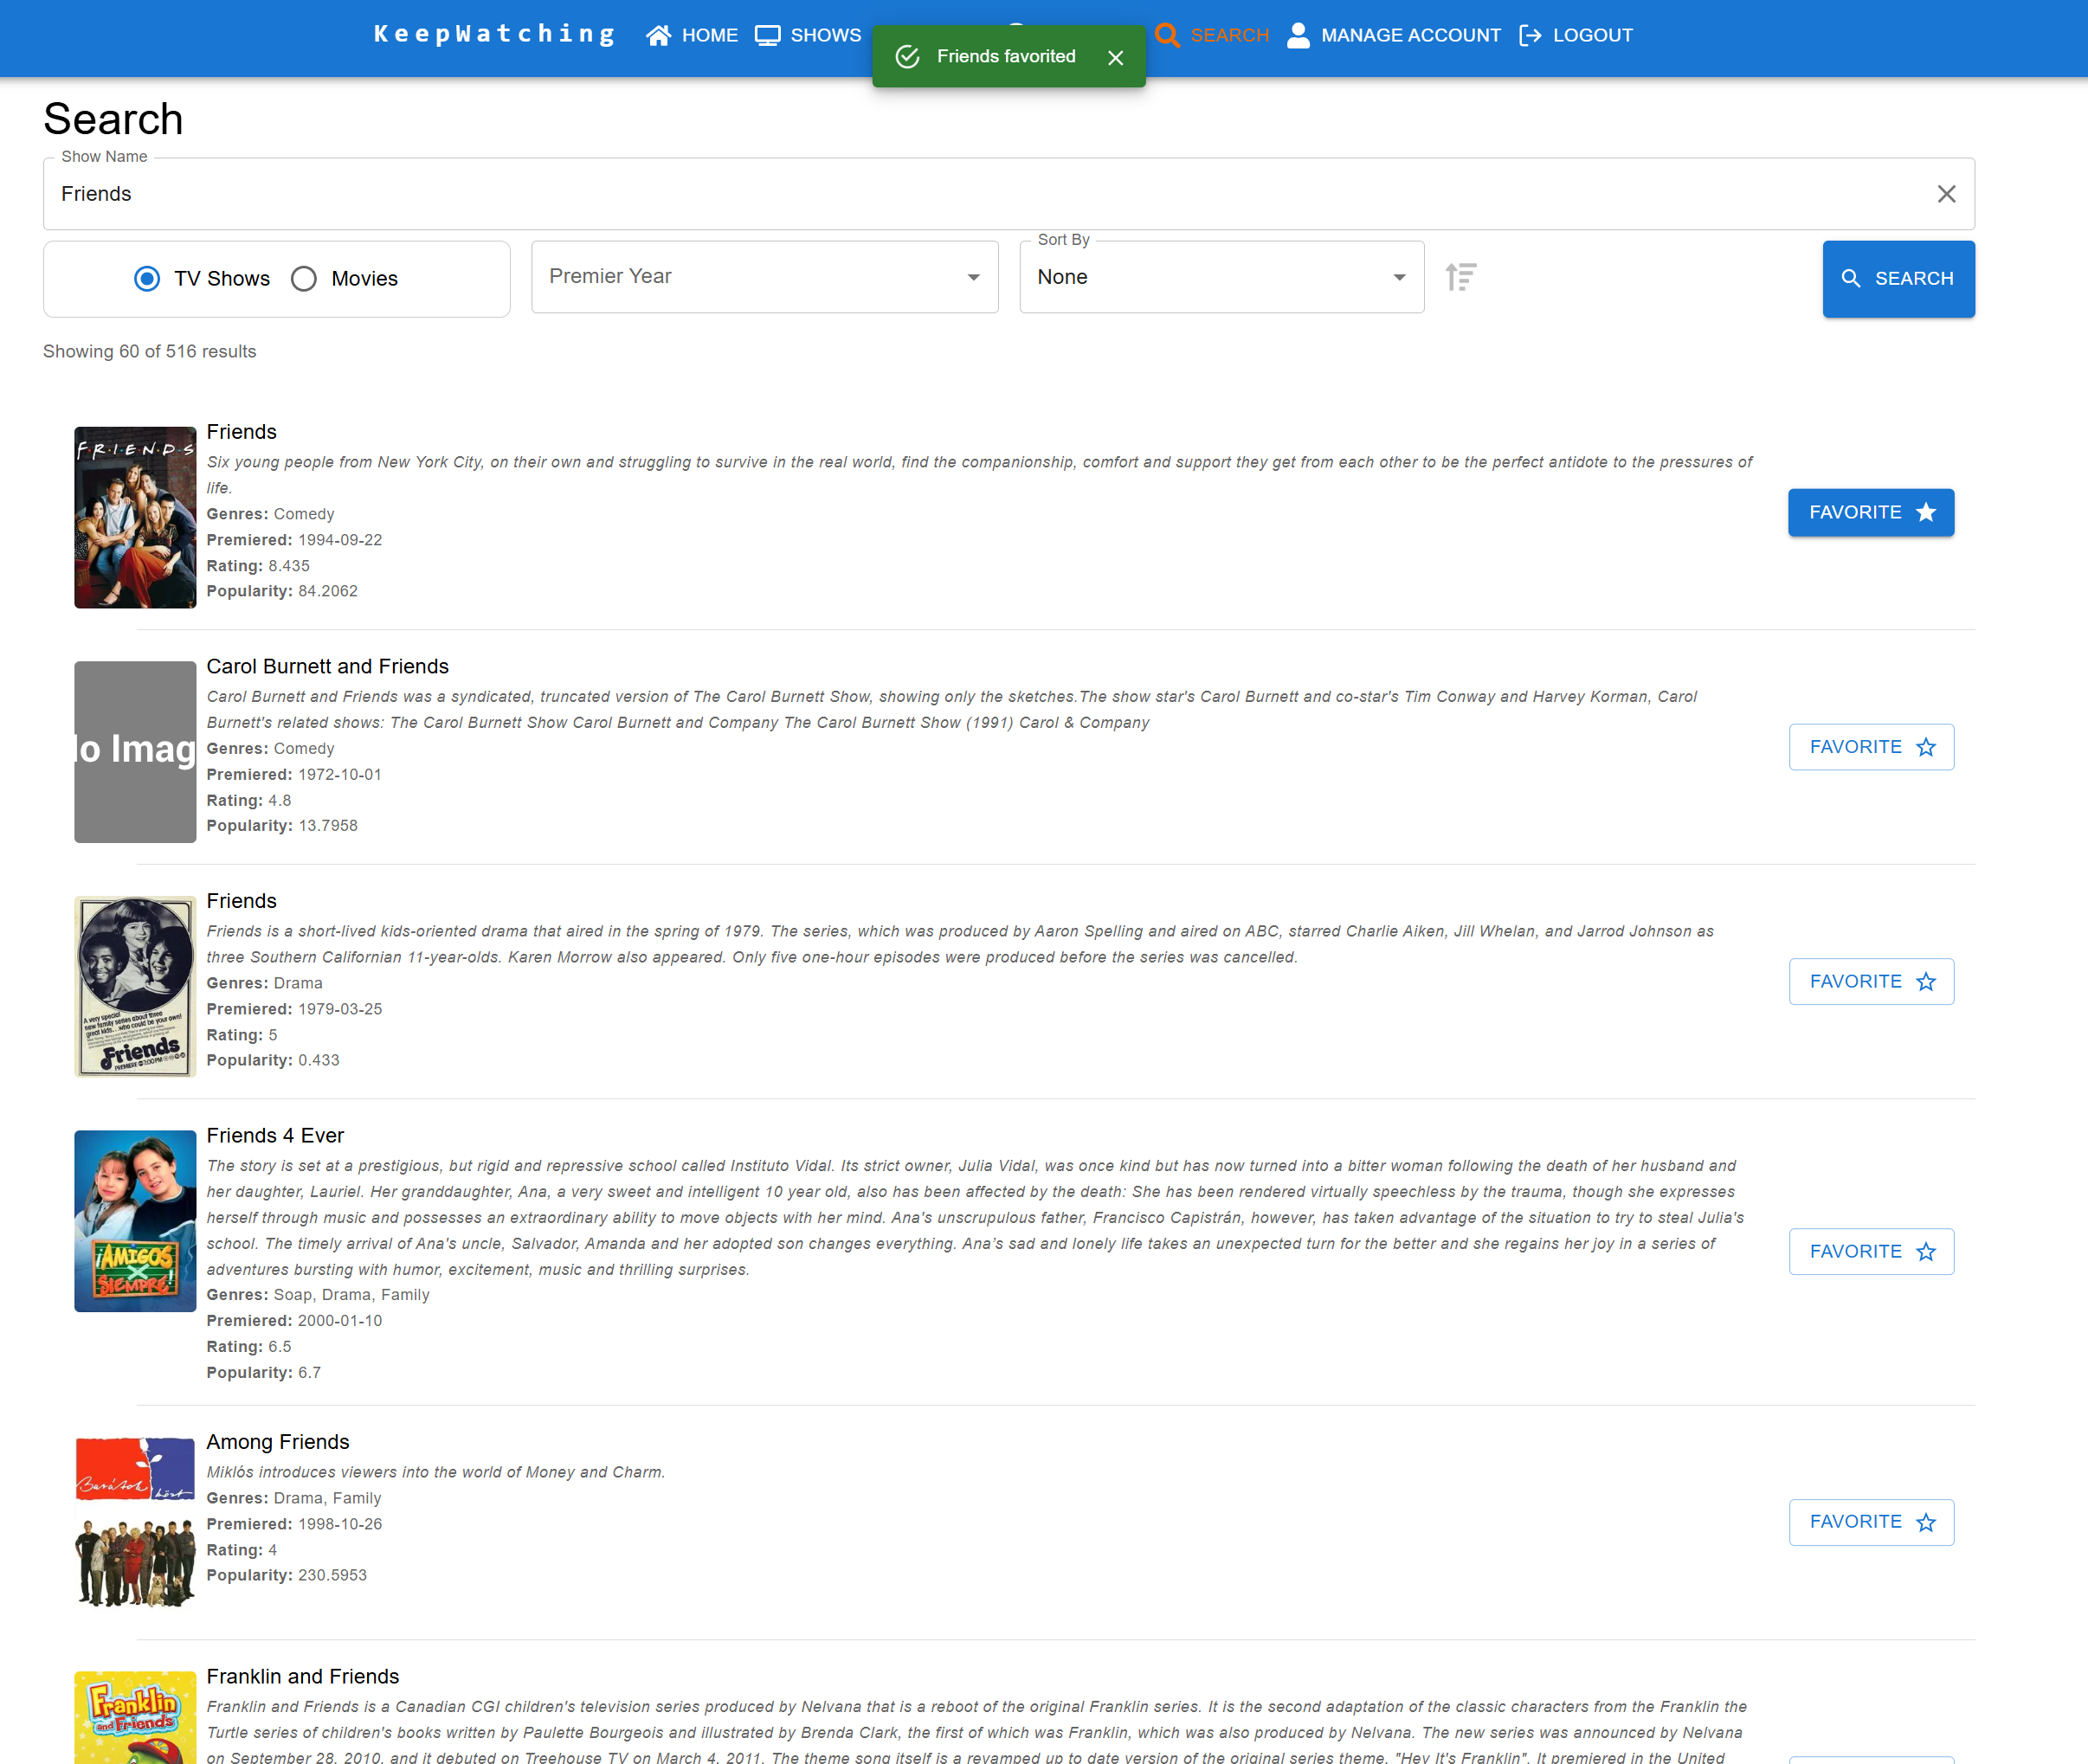 KeepWatching HOME SHOWS SEARCH MANAGE ACCOUNT LOGOUT
Friends favorited
Search
Show Name
Friends
TV Shows Movies Premier Year Sort By None SEARCH
Showing 60 of 516 results
FRIENDS
Friends
Six young people from New York City, on their own and struggling to survive in the real world, find the companionship, comfort and support they get from each other to be the perfect antidote to the pressures of
life.
Genres: Comedy
Premiered: 1994-09-22
Rating: 8.435
Popularity: 84.2062
FAVORITE
o Imag
Carol Burnett and Friends
Carol Burnett and Friends was a syndicated, truncated version of The Carol Burnett Show, showing only the sketches.The show star's Carol Burnett and co-star's Tim Conway and Harvey Korman, Carol
Burnett's related shows: The Carol Burnett Show Carol Burnett and Company The Carol Burnett Show (1991) Carol & Company
Genres: Comedy
Premiered: 1972-10-01
Rating: 4.8
Popularity: 13.7958
FAVORITE
A very special
new family series about three
great kids...who could be your own!
Friends
Friends
Friends is a short-lived kids-oriented drama that aired in the spring of 1979. The series, which was produced by Aaron Spelling and aired on ABC, starred Charlie Aiken, Jill Whelan, and Jarrod Johnson as
three Southern Californian 11-year-olds. Karen Morrow also appeared. Only five one-hour episodes were produced before the series was cancelled.
Genres: Drama
Premiered: 1979-03-25
Rating: 5
Popularity: 0.433
FAVORITE
¡AMIGOS
X
SIEMPRE!
Friends 4 Ever
The story is set at a prestigious, but rigid and repressive school called Instituto Vidal. Its strict owner, Julia Vidal, was once kind but has now turned into a bitter woman following the death of her husband and
her daughter, Lauriel. Her granddaughter, Ana, a very sweet and intelligent 10 year old, also has been affected by the death: She has been rendered virtually speechless by the trauma, though she expresses
herself through music and possesses an extraordinary ability to move objects with her mind. Ana's unscrupulous father, Francisco Capistrán, however, has taken advantage of the situation to try to steal Julia's
school. The timely arrival of Ana's uncle, Salvador, Amanda and her adopted son changes everything. Ana’s sad and lonely life takes an unexpected turn for the better and she regains her joy in a series of
adventures bursting with humor, excitement, music and thrilling surprises.
Genres: Soap, Drama, Family
Premiered: 2000-01-10
Rating: 6.5
Popularity: 6.7
FAVORITE
Barátok közt
Among Friends
Miklós introduces viewers into the world of Money and Charm.
Genres: Drama, Family
Premiered: 1998-10-26
Rating: 4
Popularity: 230.5953
FAVORITE
Franklin
and Friends
Franklin and Friends
Franklin and Friends is a Canadian CGI children's television series produced by Nelvana that is a reboot of the original Franklin series. It is the second adaptation of the classic characters from the Franklin the
Turtle series of children's books written by Paulette Bourgeois and illustrated by Brenda Clark, the first of which was Franklin, which was also produced by Nelvana. The new series was announced by Nelvana
on September 28, 2010, and it debuted on Treehouse TV on March 4, 2011. The theme song itself is a revamped up to date version of the original series theme, "Hey It's Franklin". It premiered in the United